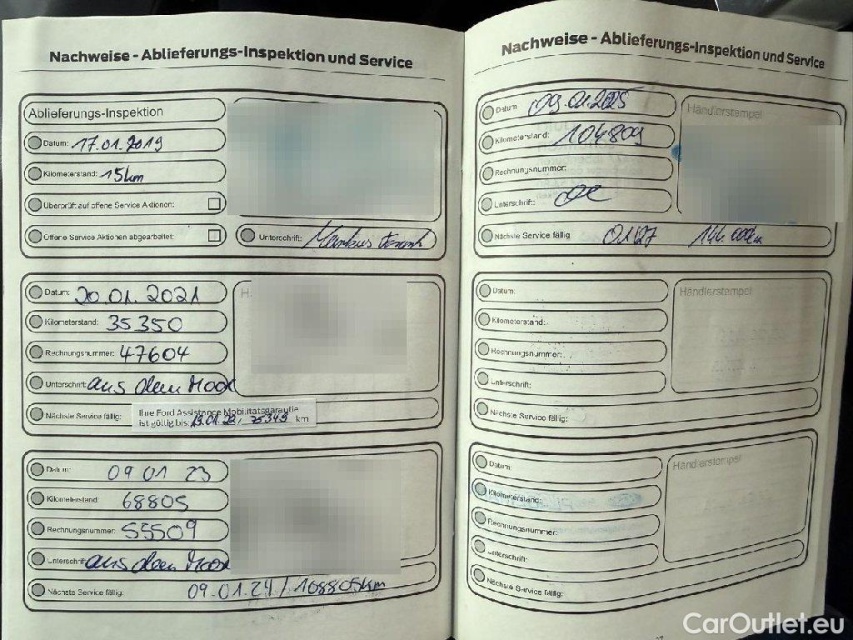 Nachweise - Ablieferungs-Inspektion und Service
Ablieferungs-Inspektion
Datum: 17.01.2019
Kilometerstand: 15km
Überprüft auf offene Service Aktionen:
Offene Service Aktionen abgearbeitet:
Unterschrift:
Datum: 20.01.2021
Kilometerstand: 35350
Rechnungsnummer: 47604
Unterschrift: aus dem Moor
Nächste Service fällig:
Ihre Ford Assistance Mobilitätsgarantie
ist gültig bis: km
Datum: 09 01 23
Kilometerstand: 68805
Rechnungsnummer: 55509
Unterschrift: aus dem Moor
Nächste Service fällig: 09.01.24 / 108805km
Nachweise - Ablieferungs-Inspektion und Service
Datum: 09.01.2025
Händlerstempel
Kilometerstand: 104809
Rechnungsnummer:
Unterschrift:
Nächste Service fällig: 01/27
Datum:
Händlerstempel
Kilometerstand:
Rechnungsnummer:
Unterschrift:
Nächste Service fällig:
Datum:
Händlerstempel
Kilometerstand:
Rechnungsnummer:
Unterschrift:
Nächste Service fällig:
CarOutlet.eu